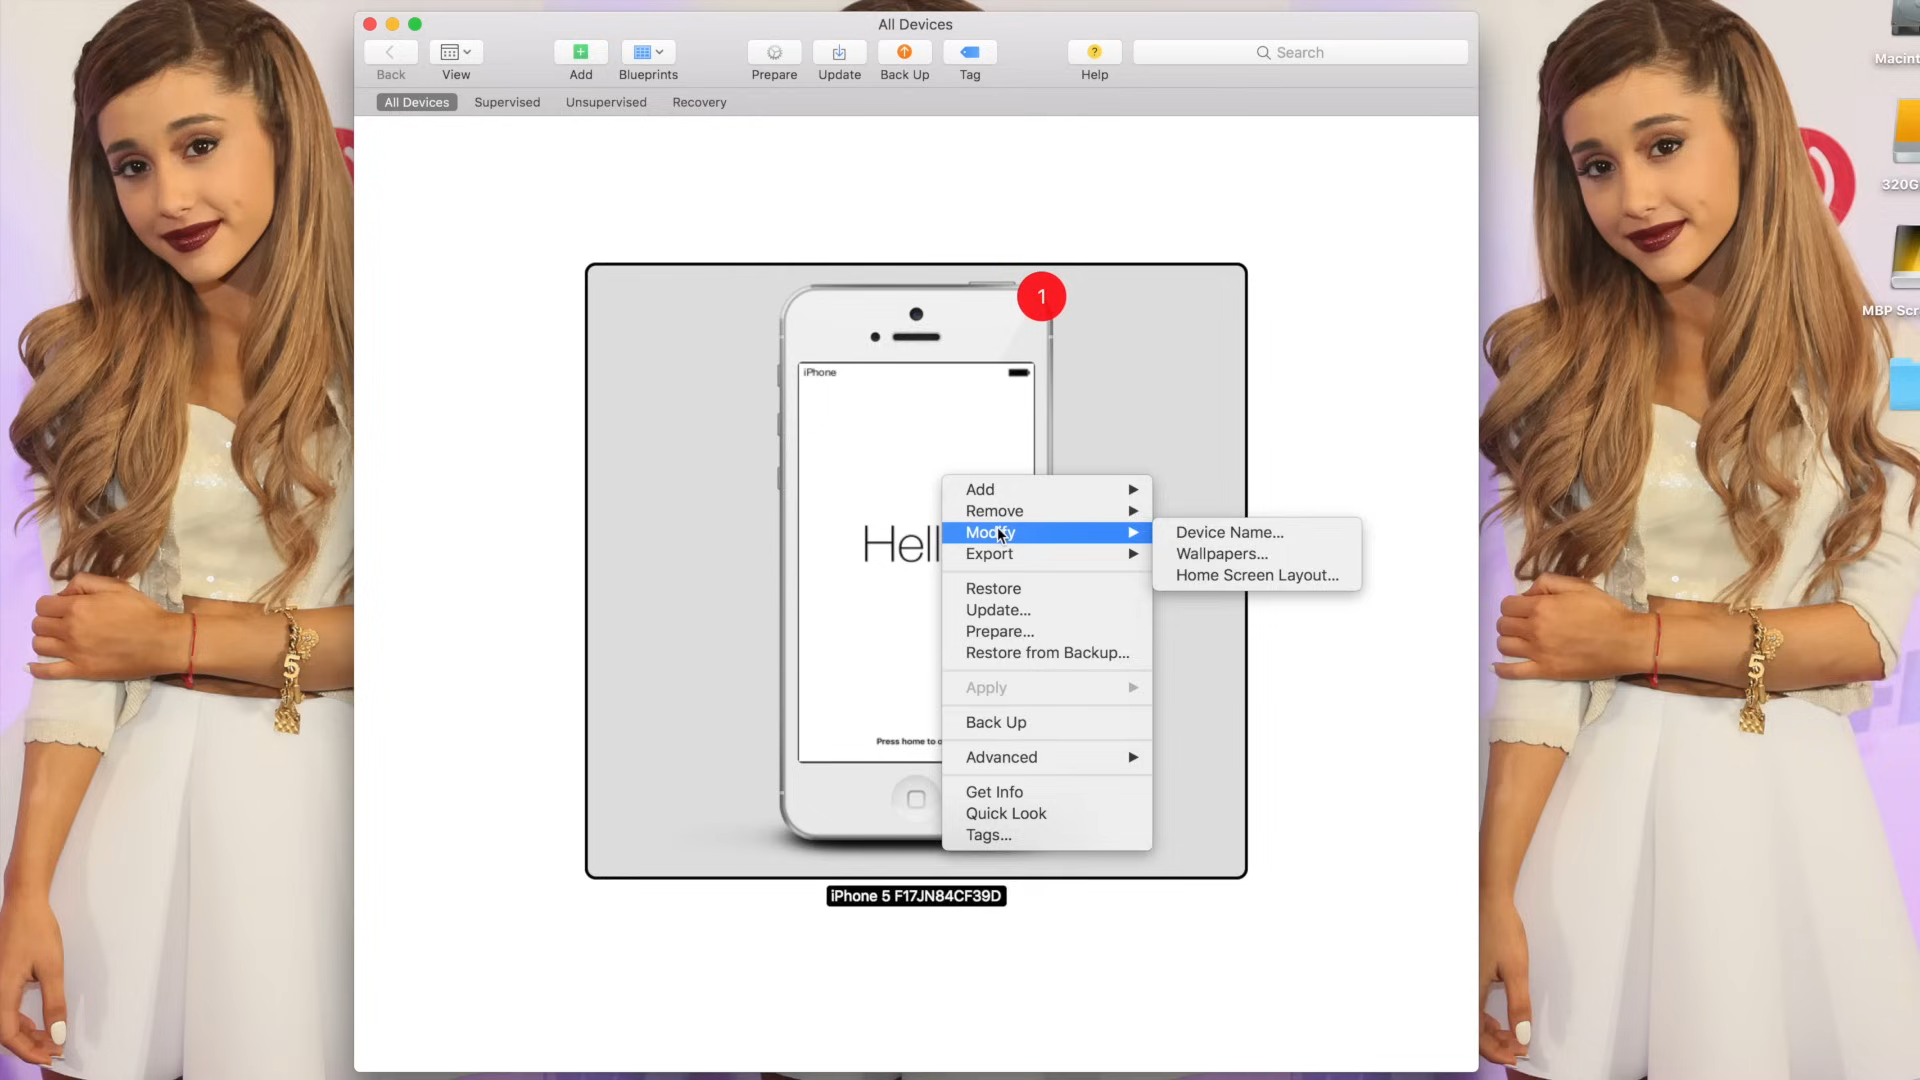 All Devices
Back
View
Add
Blueprints
Prepare
Update
Back Up
Tag
?
Help
Search
All Devices
Supervised
Unsupervised
Recovery
Macint
320G
MBP Scr
1
iPhone
Hell
Press home to o
Add
Remove
Modify
Export
Restore
Update...
Prepare...
Restore from Backup...
Apply
Back Up
Advanced
Get Info
Quick Look
Tags...
Device Name...
Wallpapers...
Home Screen Layout...
iPhone 5 F17JN84CF39D
5
5